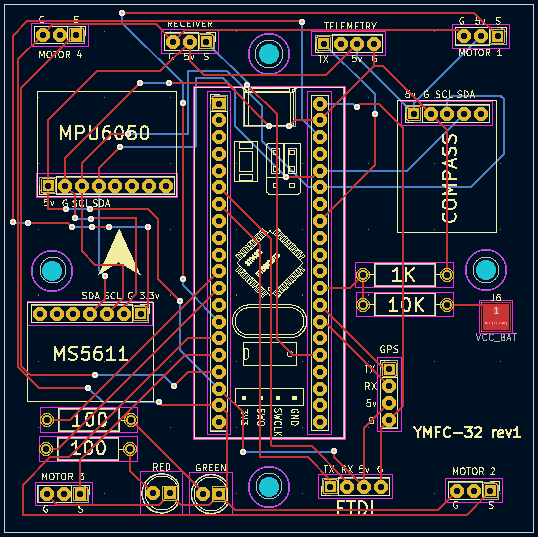 G S
RECEIVER
TELEMETRY
G 5v S
MOTOR 4
G 5v S
TX 5v G
MOTOR 1
5v G SCL SDA
MPU6050
COMPASS
5v G SCL SDA
SDA SCL G 3.3v
1K
10K
J6
1
VCC_BAT
MS5611
GPS
TX
RX
5v
G
100
100
3V3
SWD
SWCLK
GND
YMFC-32 rev1
MOTOR 3
RED
GREEN
TX RX 5v G
MOTOR 2
G S
G S
FTDI